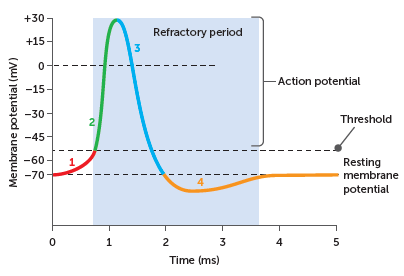 +30
+15
0
−15
−30
−45
−60
−70
Membrane potential (mV)
Refractory period
1
2
3
4
Action potential
Threshold
Resting
membrane
potential
0
1
2
3
4
5
Time (ms)